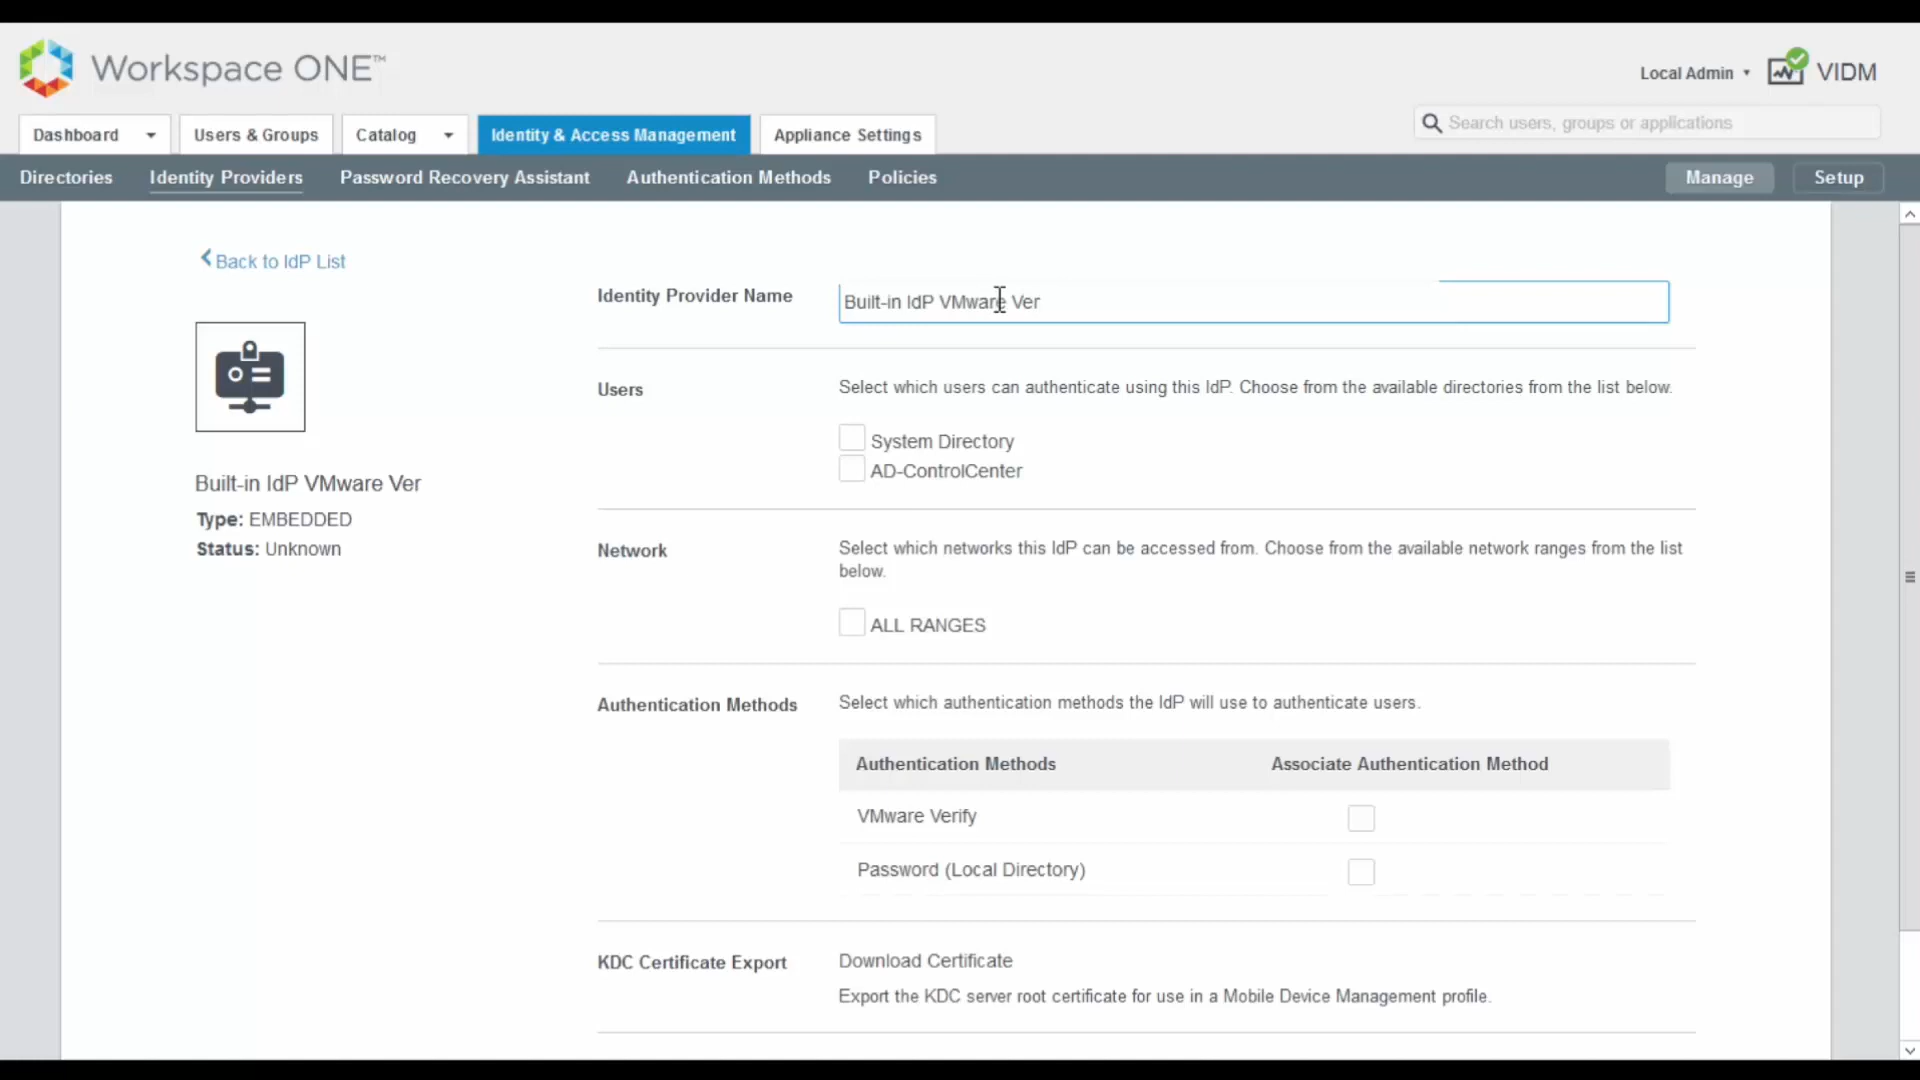 Workspace ONE™
Local Admin
VIDM
Dashboard
Users & Groups
Catalog
Identity & Access Management
Appliance Settings
Search users, groups or applications
Directories
Identity Providers
Password Recovery Assistant
Authentication Methods
Policies
Manage
Setup
Back to IdP List
Built-in IdP VMware Ver
Type: EMBEDDED
Status: Unknown
Identity Provider Name
Built-in IdP VMware Ver
Users
Select which users can authenticate using this IdP. Choose from the available directories from the list below.
System Directory
AD-ControlCenter
Network
Select which networks this IdP can be accessed from. Choose from the available network ranges from the list
below.
ALL RANGES
Authentication Methods
Select which authentication methods the IdP will use to authenticate users.
Authentication Methods
Associate Authentication Method
VMware Verify
Password (Local Directory)
KDC Certificate Export
Download Certificate
Export the KDC server root certificate for use in a Mobile Device Management profile.